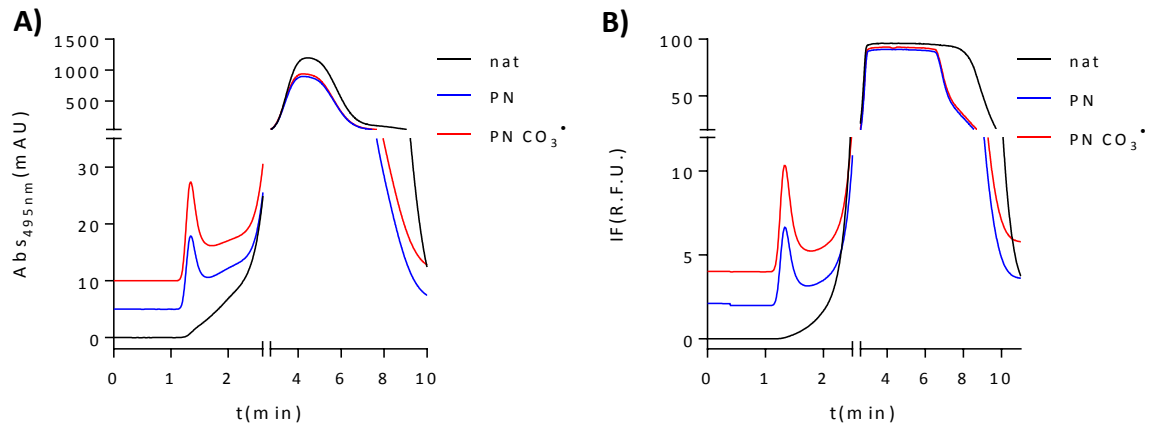 A)
1500
1000
500
30
20
10
0
Abs495nm(mAU)
0 1 2 4 6 8 10
t(min)
nat
PN
PN CO3•
B)
100
50
10
5
0
IF(R.F.U.)
0 1 2 4 6 8 10
t(min)
nat
PN
PN CO3•